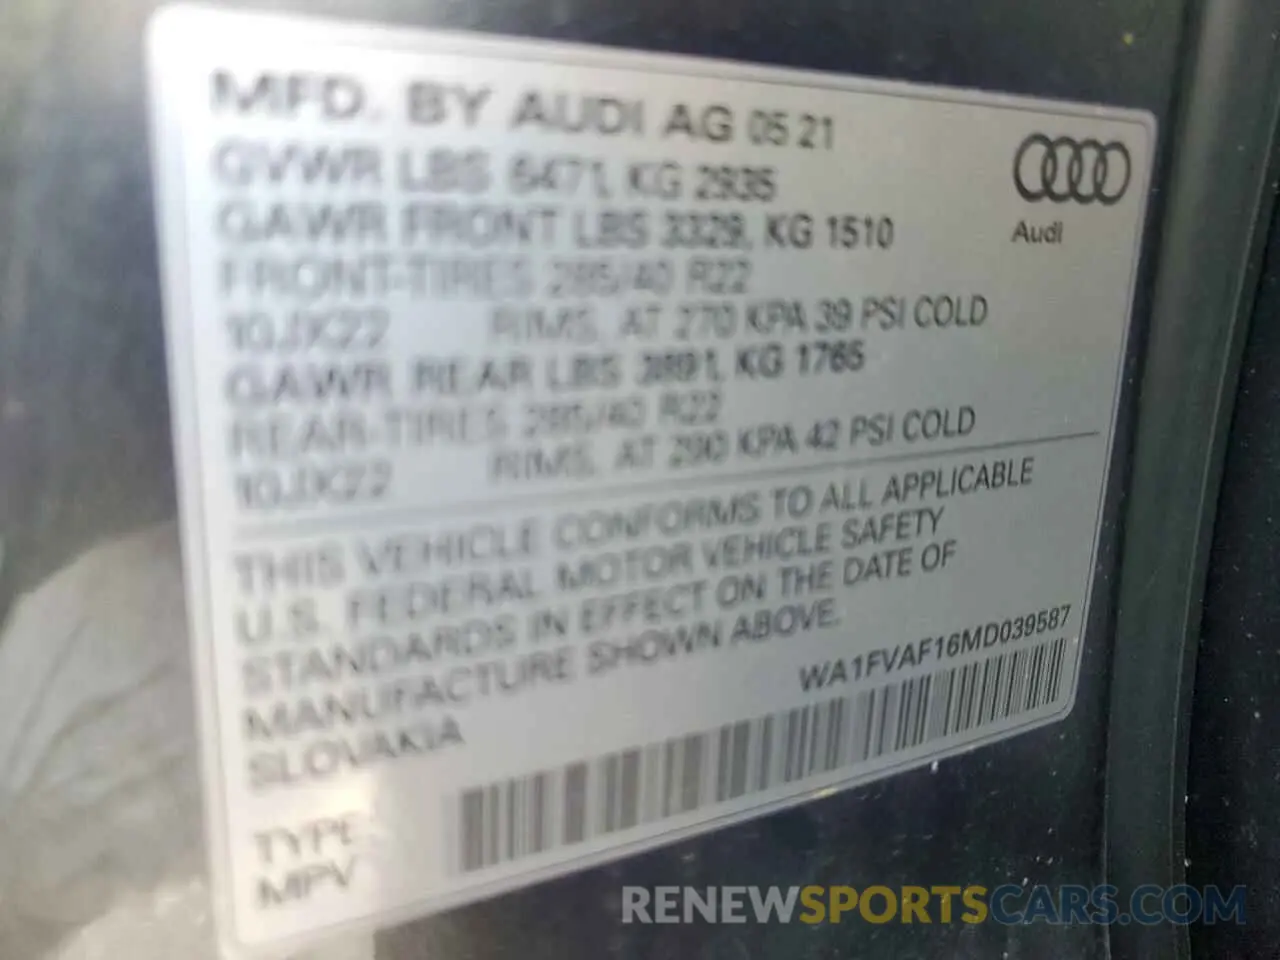 MFD. BY AUDI AG 05 21
GVWR LBS 6471, KG 2935
GAWR FRONT LBS 3329, KG 1510
FRONT-TIRES 285/40 R22
10JX22 RIMS, AT 270 KPA 39 PSI COLD
GAWR REAR LBS 3891, KG 1765
REAR-TIRES 285/40 R22
10JX22 RIMS, AT 290 KPA 42 PSI COLD
THIS VEHICLE CONFORMS TO ALL APPLICABLE
U.S. FEDERAL MOTOR VEHICLE SAFETY
STANDARDS IN EFFECT ON THE DATE OF
MANUFACTURE SHOWN ABOVE.
SLOVAKIA
WA1FVAF16MD039587
TYPE
MPV
Audi
RENEWSPORTSCARS.COM